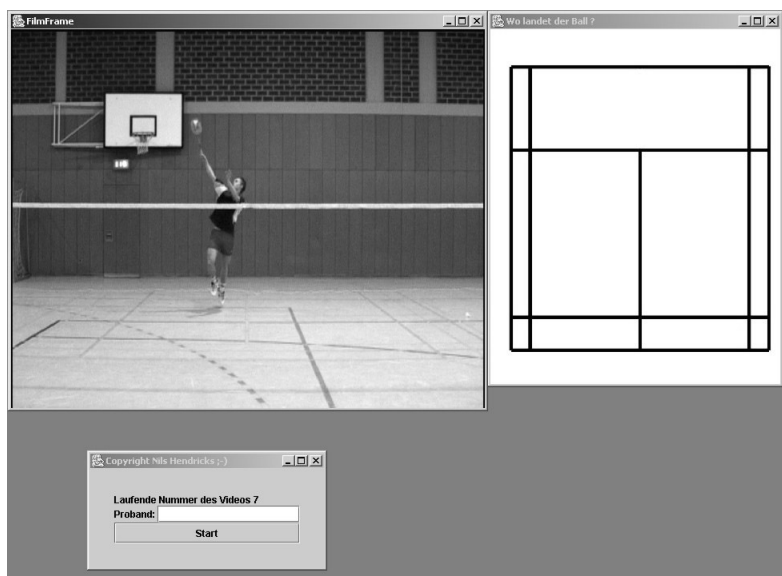 FilmFrame
Wo landet der Ball ?
Copyright Nils Hendricks ;-)
Laufende Nummer des Videos 7
Proband:
Start